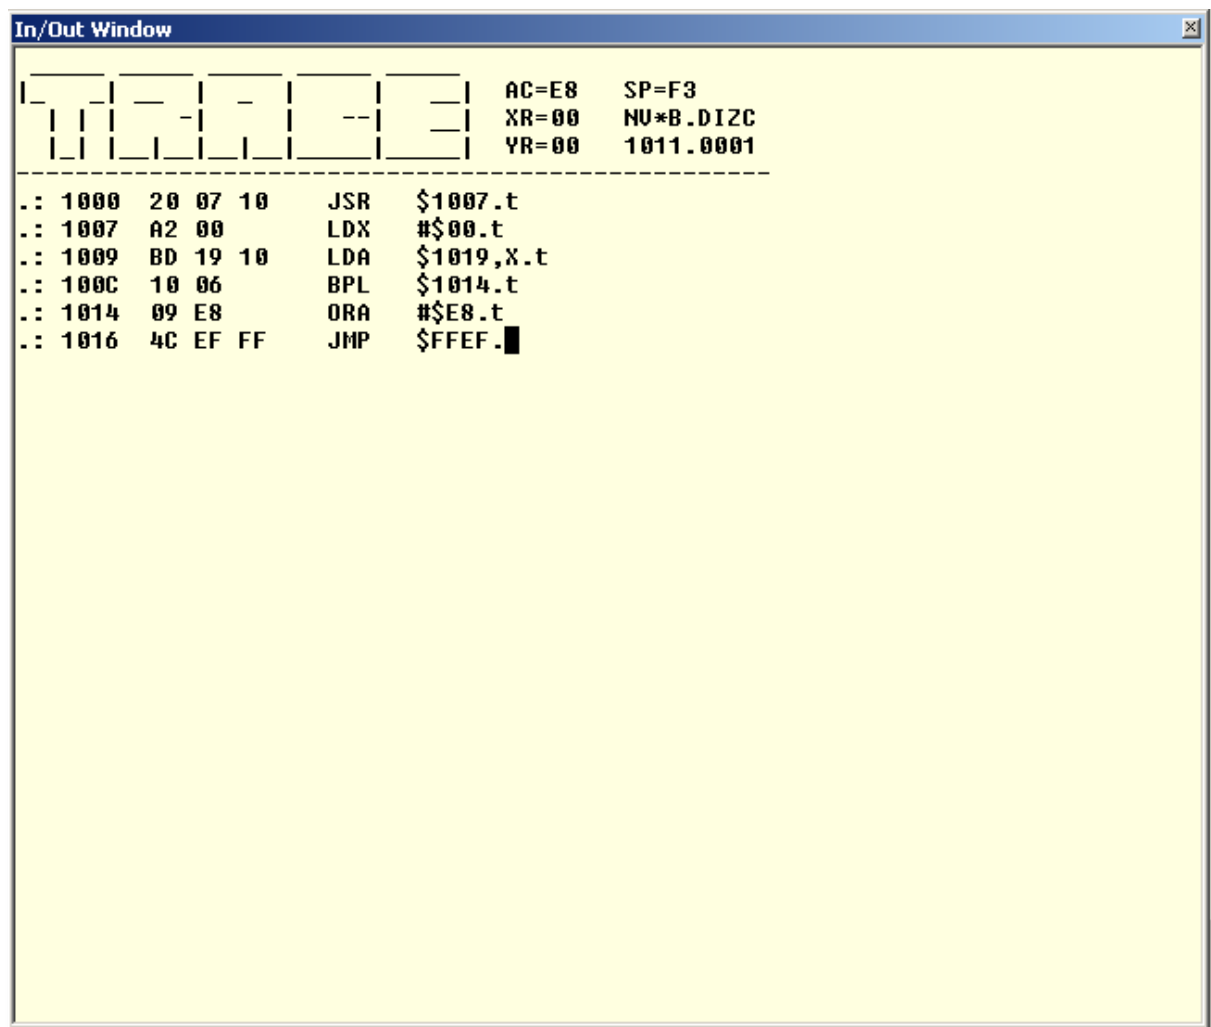 In/Out Window
TRACE
AC=E8 SP=F3
XR=00 NV*B.DIZC
YR=00 1011.0001
.: 1000 20 07 10 JSR $1007.t
.: 1007 A2 00 LDX #$00.t
.: 1009 BD 19 10 LDA $1019,X.t
.: 100C 10 06 BPL $1014.t
.: 1014 09 E8 ORA #$E8.t
.: 1016 4C EF FF JMP $FFEF.